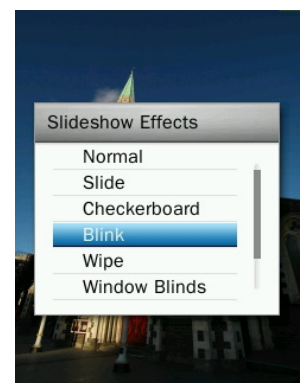 Slideshow Effects
Normal
Slide
Checkerboard
Blink
Wipe
Window Blinds